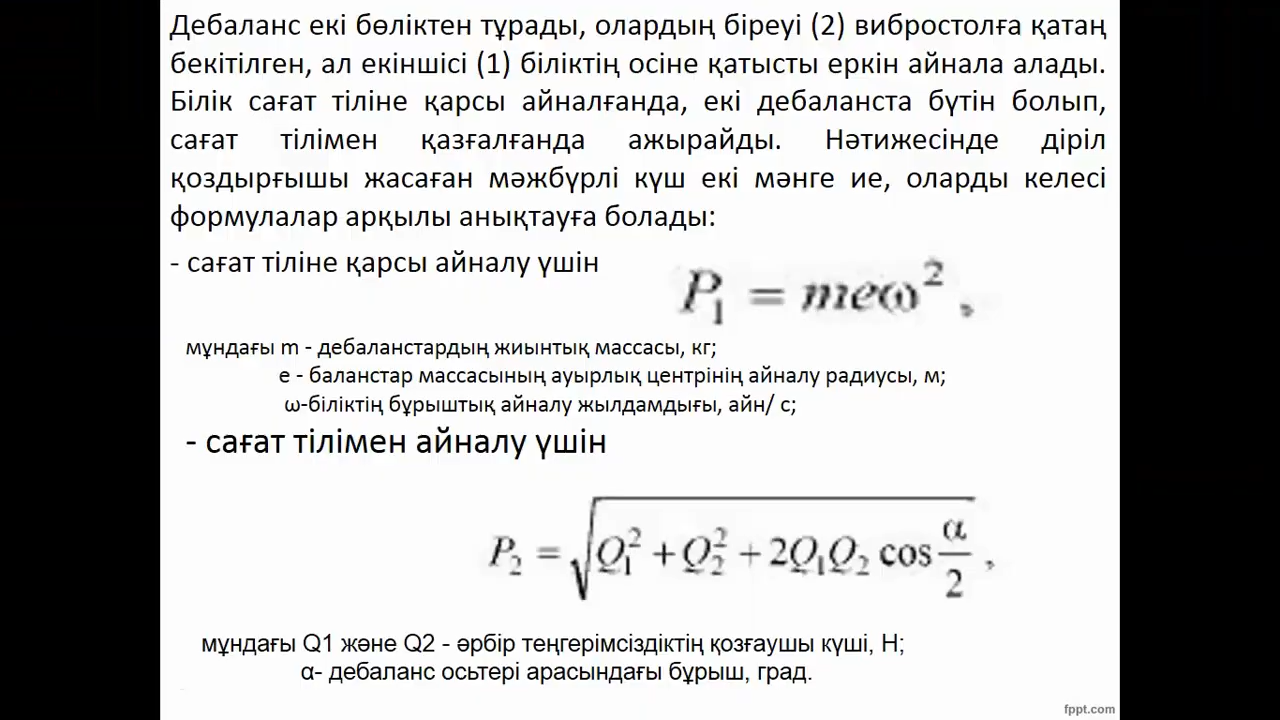 Дебаланс екі бөліктен тұрады, олардың біреуі (2) вибростолға қатаң
бекітілген, ал екіншісі (1) біліктің осіне қатысты еркін айнала алады.
Білік сағат тіліне қарсы айналғанда, екі дебаланста бүтін болып,
сағат тілімен қазғалғанда ажырайды. Нәтижесінде діріл
қоздырғышы жасаған мәжбүрлі күш екі мәнге ие, оларды келесі
формулалар арқылы анықтауға болады:
- сағат тіліне қарсы айналу үшін
P₁ = meω²,
мұндағы m - дебаланстардың жиынтық массасы, кг;
e - баланстар массасының ауырлық центрінің айналу радиусы, м;
ω-біліктің бұрыштық айналу жылдамдығы, айн/ с;
- сағат тілімен айналу үшін
P₂ = √(Q₁² + Q₂² + 2Q₁Q₂ cos α/2),
мұндағы Q1 және Q2 - әрбір теңгерімсіздіктің қозғаушы күші, Н;
α- дебаланс осьтері арасындағы бұрыш, град.
fppt.com